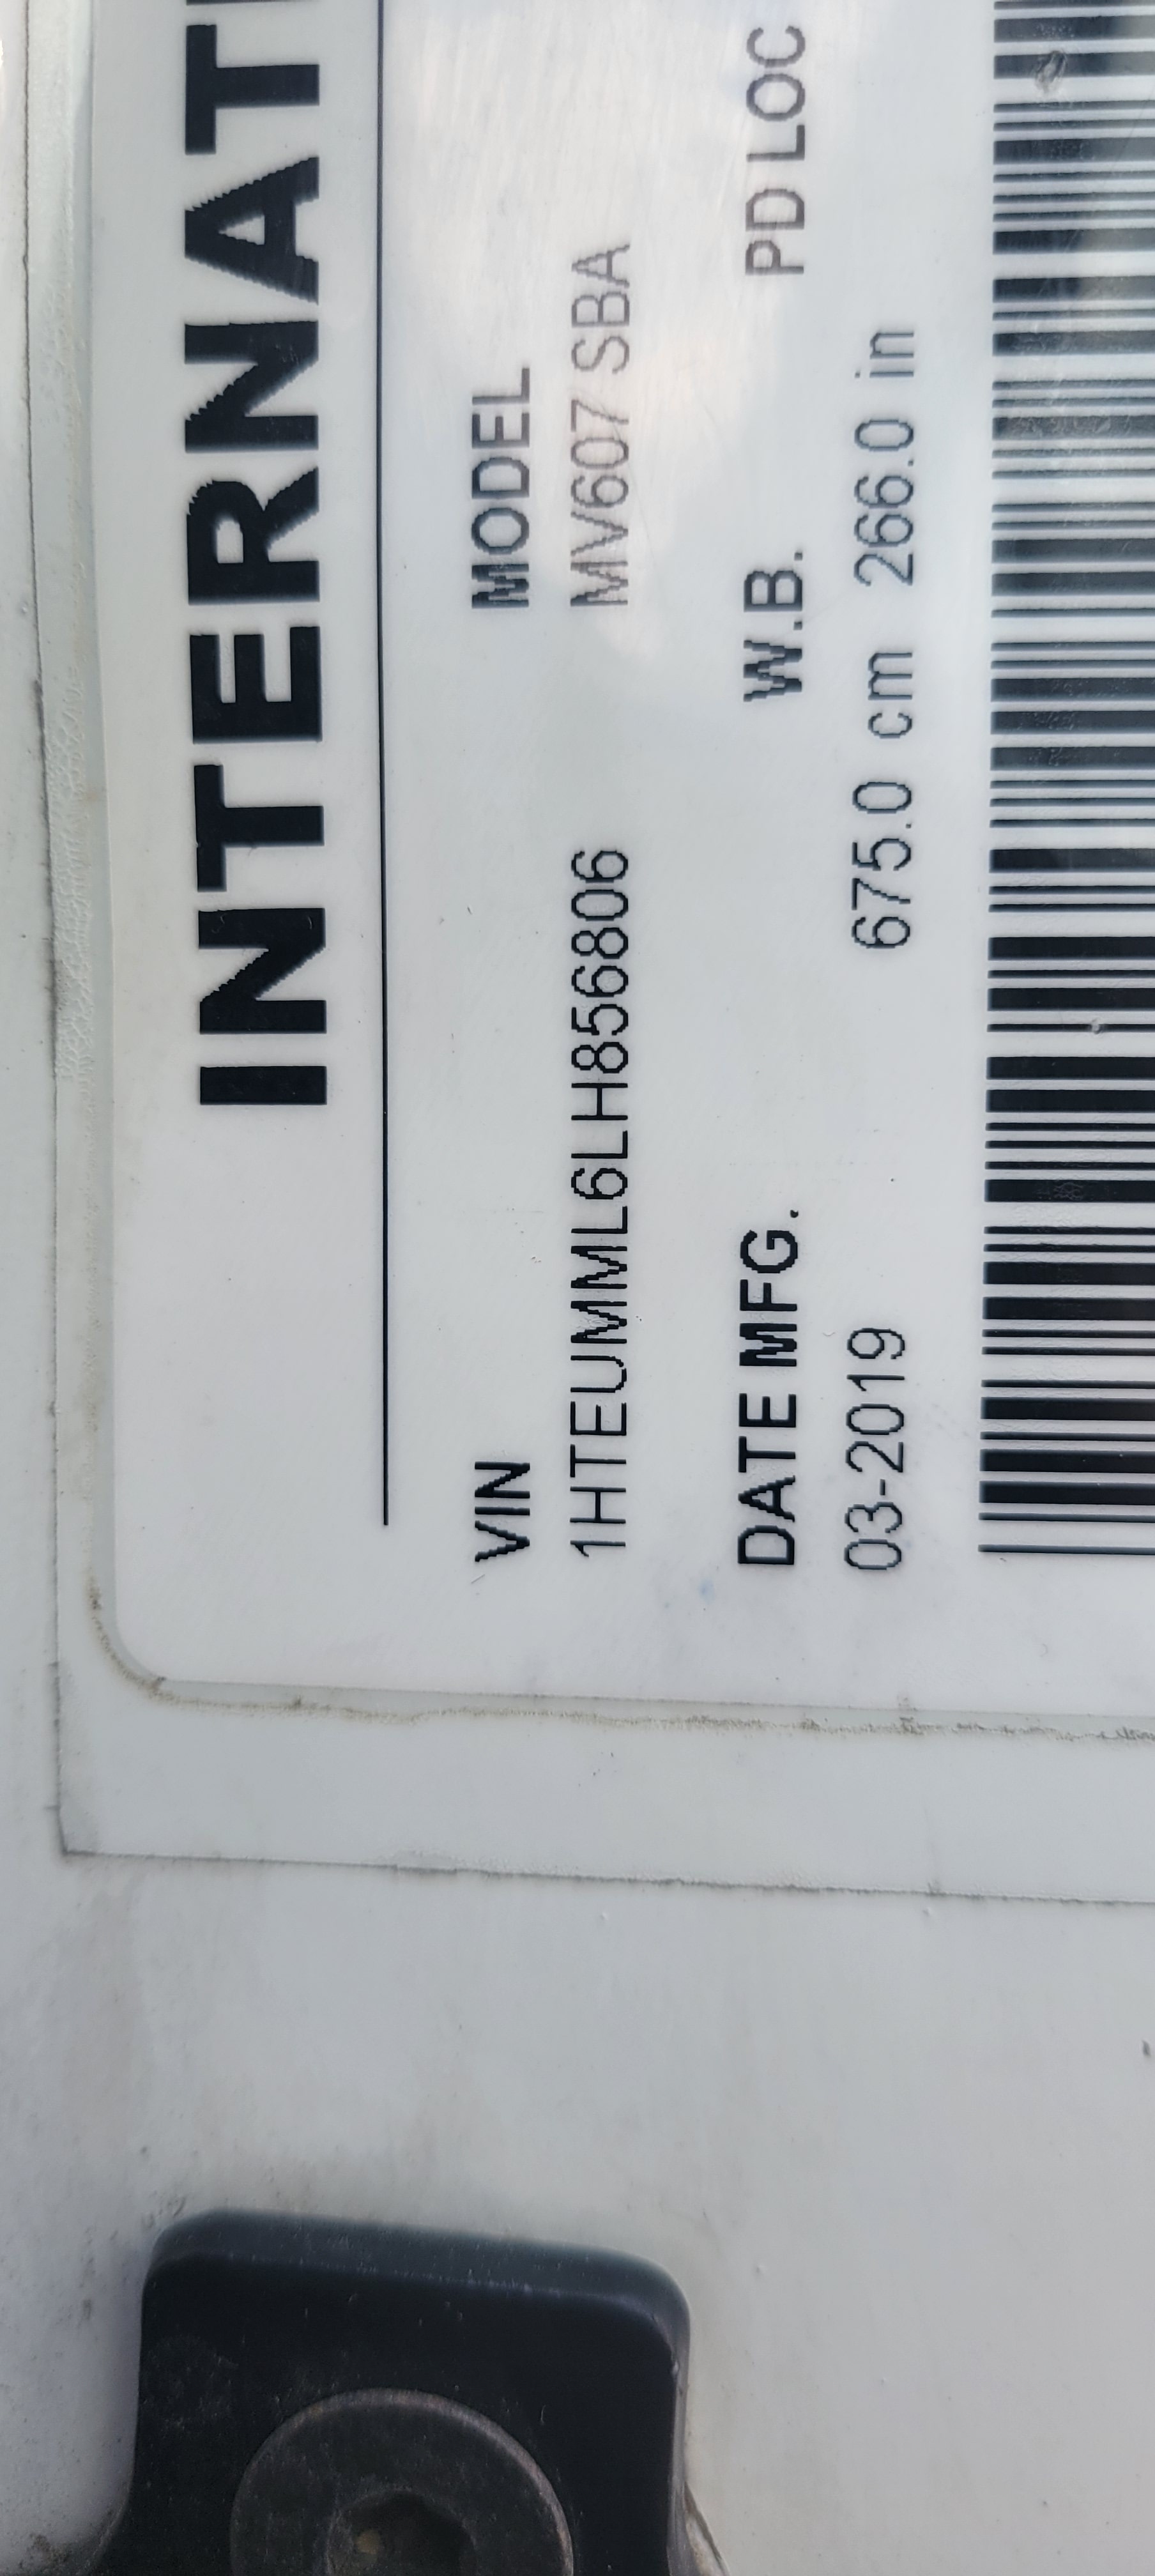 INTERNAT
VIN MODEL
1HTEUMML6LH856806 MV607 SBA
DATE MFG. W.B. PD LOC
03-2019 675.0 cm 266.0 in